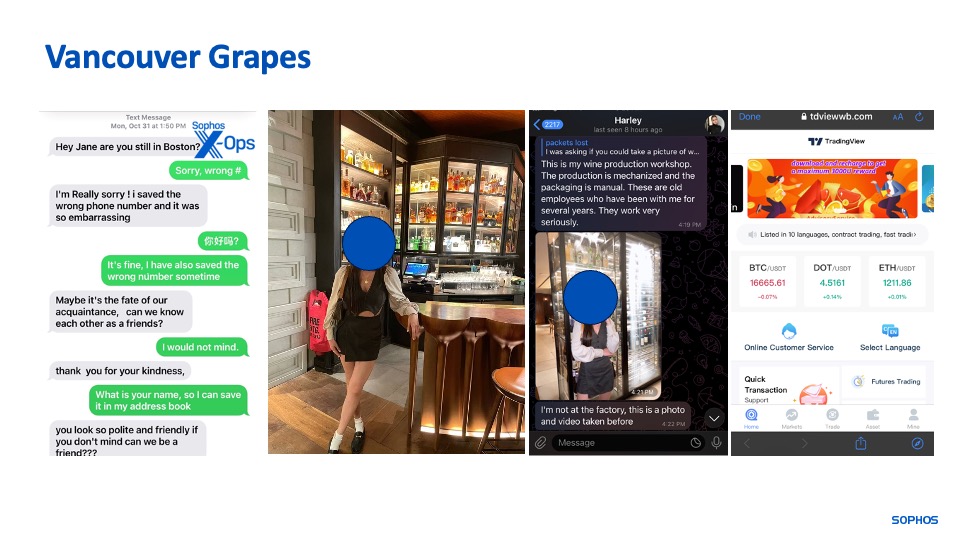 Vancouver Grapes
Text Message
Mon, Oct 31 at 1:50 PM
Sophos
X-Ops
Hey Jane are you still in Boston?
Sorry, wrong #
I'm Really sorry ! i saved the
wrong phone number and it was
so embarrassing
你好吗?
It's fine, I have also saved the
wrong number sometime
Maybe it's the fate of our
acquaintance, can we know
each other as a friends?
I would not mind.
thank you for your kindness,
What is your name, so I can save
it in my address book
you look so polite and friendly if
you don't mind can we be a
friend???
2217
Harley
last seen 8 hours ago
packets lost
I was asking if you could take a picture of w...
This is my wine production workshop.
The production is mechanized and the
packaging is manual. These are old
employees who have been with me for
several years. They work very
seriously.
4:19 PM
4:21 PM
I'm not at the factory, this is a photo
and video taken before
4:22 PM
Message
Done
tdviewwb.com
AA
TradingView
download and recharge to get
a maximum 1000U reward
Listed in 10 languages, contract trading, fast tradi
BTC/USDT
DOT/USDT
ETH/USDT
16665.61
4.5161
1211.86
-0.07%
+0.14%
+0.91%
Online Customer Service
Select Language
Quick
Transaction
Support
Futures Trading
Home
Markets
Trade
Asset
Mine
SOPHOS